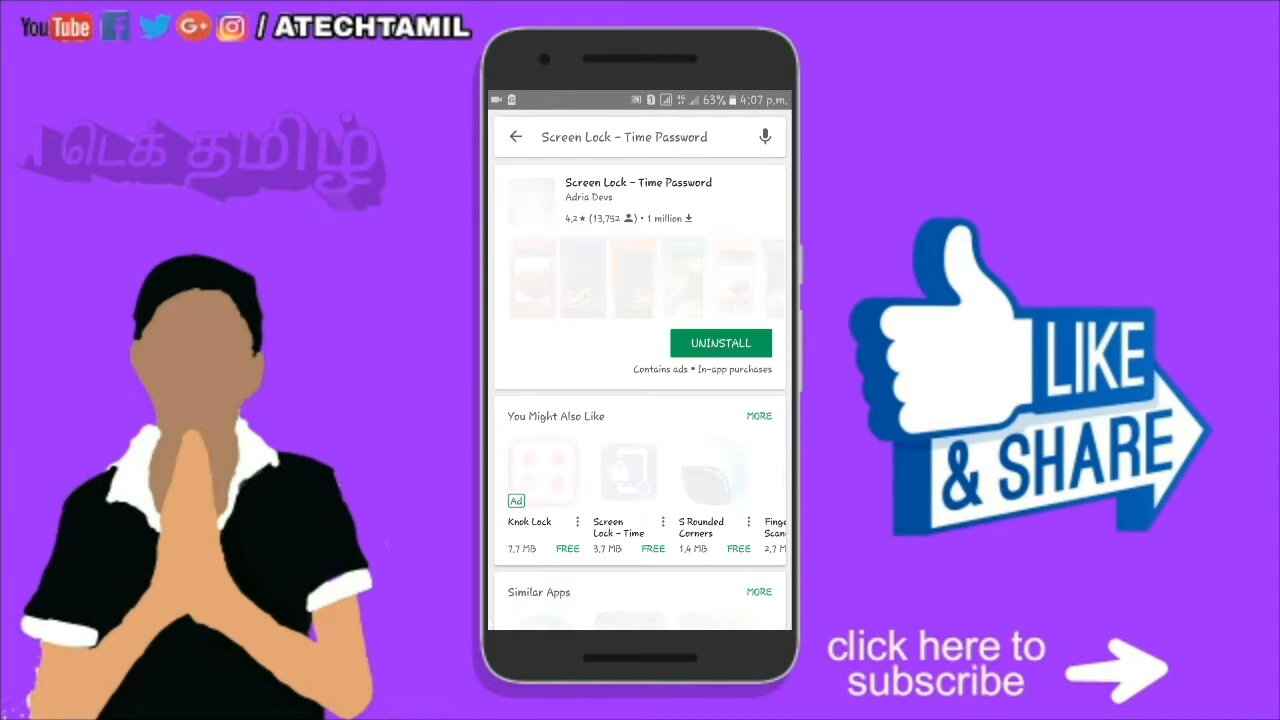 YouTube / ATECHTAMIL
டெக் தமிழ்
4G 63% 4:07 p.m.
Screen Lock - Time Password
Screen Lock - Time Password
Adria Devs
4.2★ (13,752) • 1 million
UNINSTALL
Contains ads • In-app purchases
You Might Also Like
MORE
Ad
Knok Lock
7.7 MB FREE
Screen
Lock - Time
3.7 MB FREE
S Rounded
Corners
1.4 MB FREE
2.7 M
Similar Apps
MORE
LIKE
& SHARE
click here to
subscribe